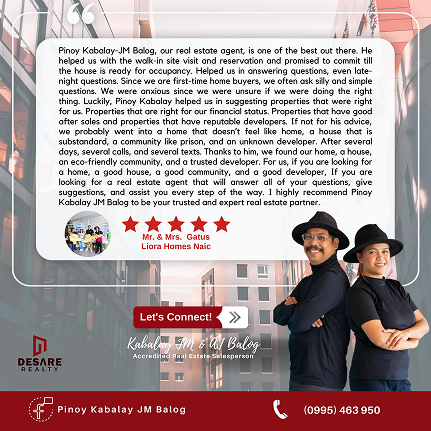 “
Pinoy Kabalay-JM Balog, our real estate agent, is one of the best out there. He
helped us with the walk-in site visit and reservation and promised to commit till
the house is ready for occupancy. Helped us in answering questions, even late-
night questions. Since we are first-time home buyers, we often ask silly and simple
questions. We were anxious since we were unsure if we were doing the right
thing. Luckily, Pinoy Kabalay helped us in suggesting properties that were right
for us. Properties that are right for our financial status. Properties that have good
after sales and properties that have reputable developers. If not for his advice,
we probably went into a home that doesn't feel like home, a house that is
substandard, a community like prison, and an unknown developer. After several
days, several calls, and several texts. Thanks to him, we found our home, a house,
an eco-friendly community, and a trusted developer. For us, if you are looking for
a home, a good house, a good community, and a good developer, If you are
looking for a real estate agent that will answer all of your questions, give
suggestions, and assist you every step of the way. I highly recommend Pinoy
Kabalay JM Balog to be your trusted and expert real estate partner.
Mr. & Mrs. Gatus
Liora Homes Naic
Let's Connect!
Kabalay JM & AJ Balog
Accredited Real Estate Salesperson
DESARE
REALTY
Pinoy Kabalay JM Balog
(0995) 463 950